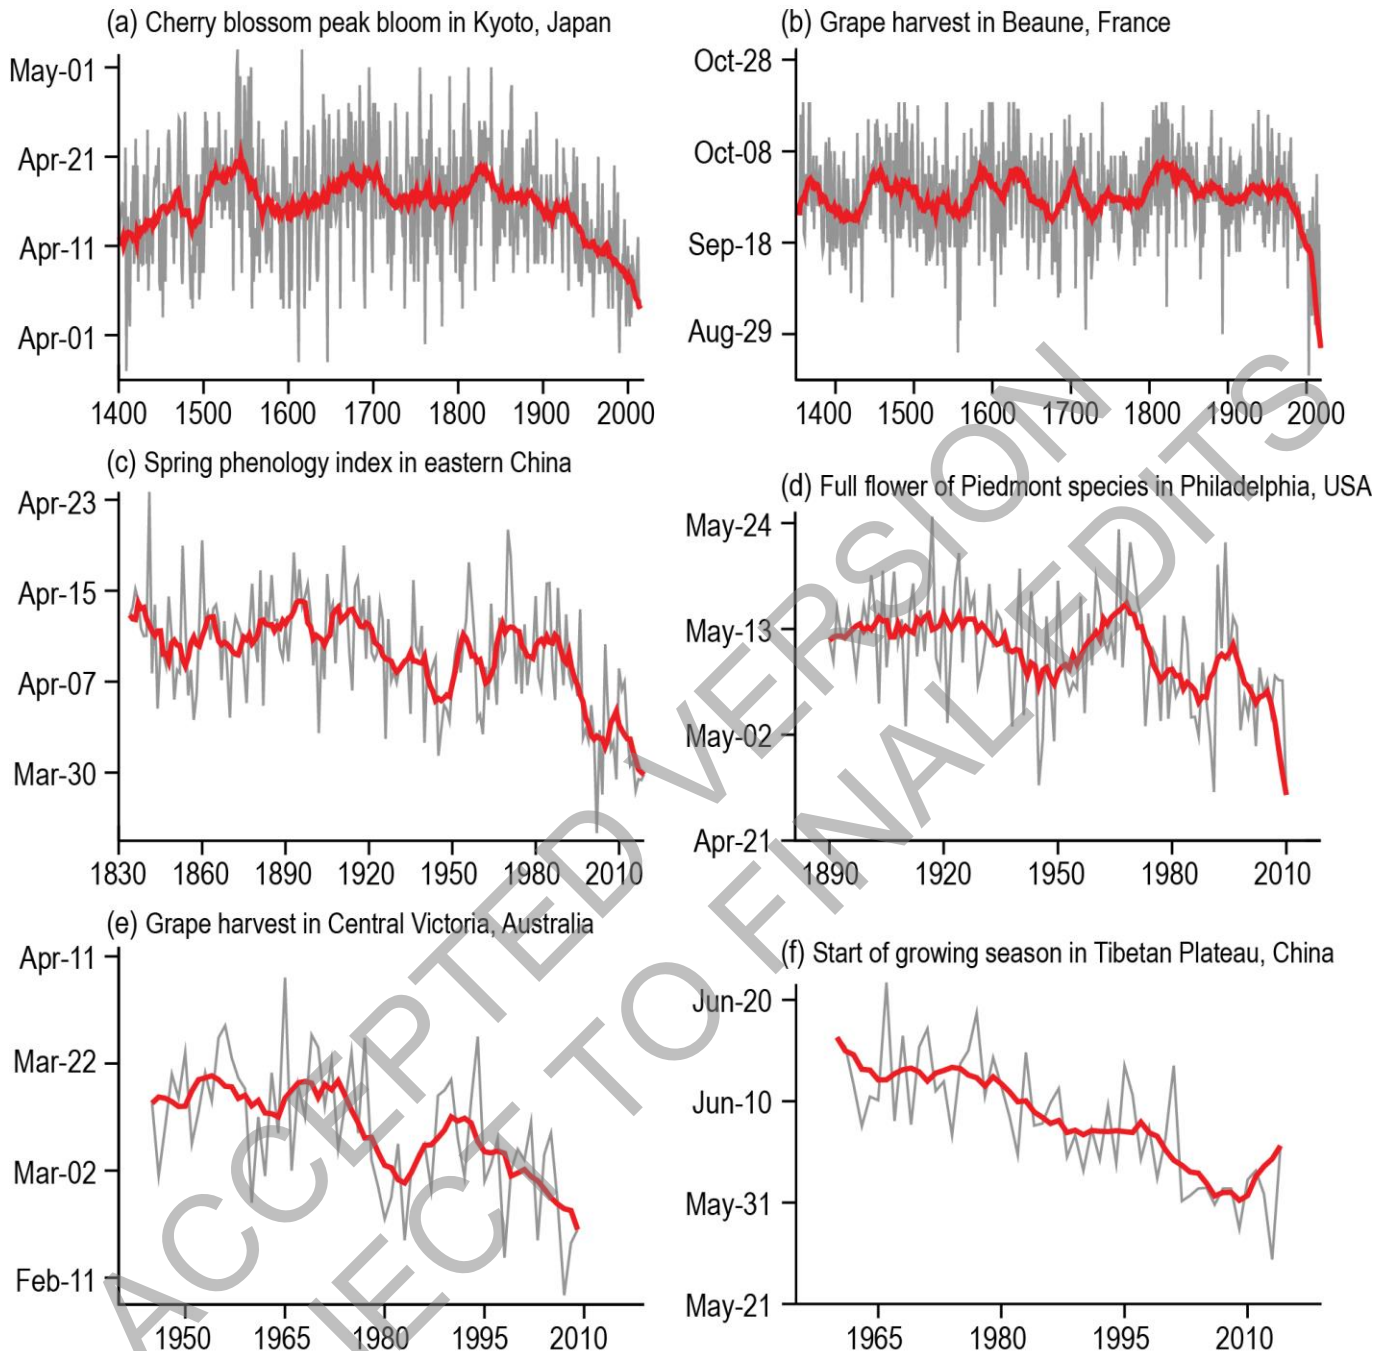 (a) Cherry blossom peak bloom in Kyoto, Japan
May-01
Apr-21
Apr-11
Apr-01
1400 1500 1600 1700 1800 1900 2000
(b) Grape harvest in Beaune, France
Oct-28
Oct-08
Sep-18
Aug-29
1400 1500 1600 1700 1800 1900 2000
(c) Spring phenology index in eastern China
Apr-23
Apr-15
Apr-07
Mar-30
1830 1860 1890 1920 1950 1980 2010
(d) Full flower of Piedmont species in Philadelphia, USA
May-24
May-13
May-02
Apr-21
1890 1920 1950 1980 2010
(e) Grape harvest in Central Victoria, Australia
Apr-11
Mar-22
Mar-02
Feb-11
1950 1965 1980 1995 2010
(f) Start of growing season in Tibetan Plateau, China
Jun-20
Jun-10
May-31
May-21
1965 1980 1995 2010
ACCEPTED VERSION
TO FINAL EDITS